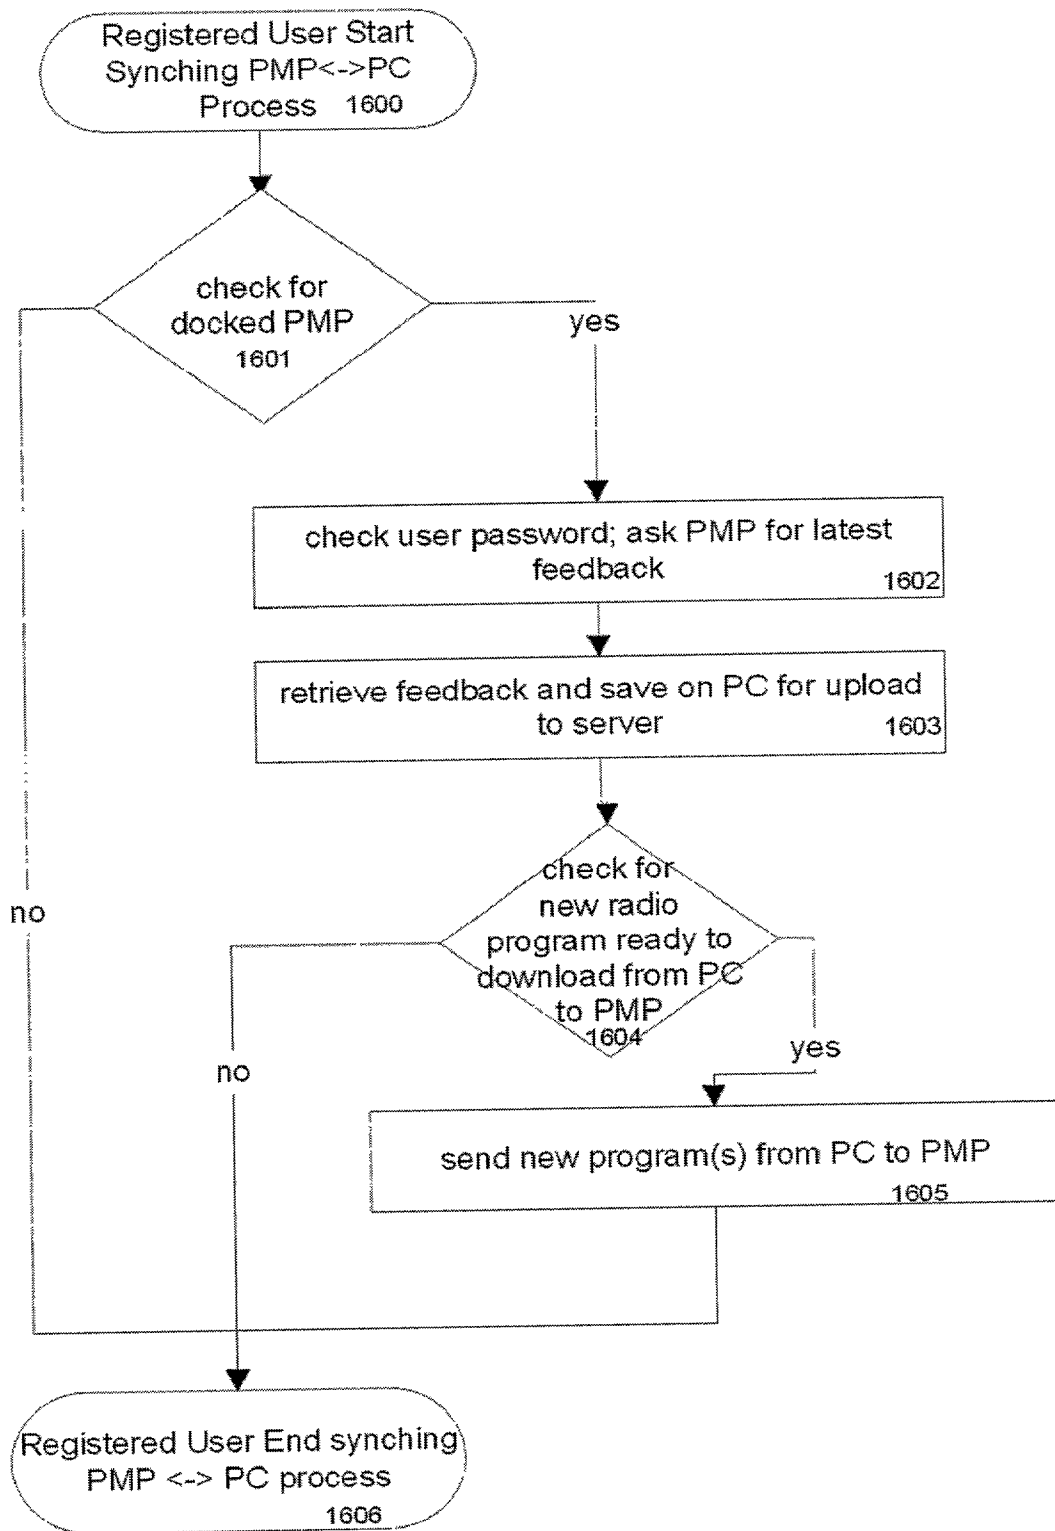 Registered User Start
Synching PMP<->PC
Process 1600
check for
docked PMP
1601
yes
check user password; ask PMP for latest
feedback
1602
retrieve feedback and save on PC for upload
to server
1603
check for
new radio
program ready to
download from PC
to PMP
1604
no
no
yes
send new program(s) from PC to PMP
1605
Registered User End synching
PMP <-> PC process
1606